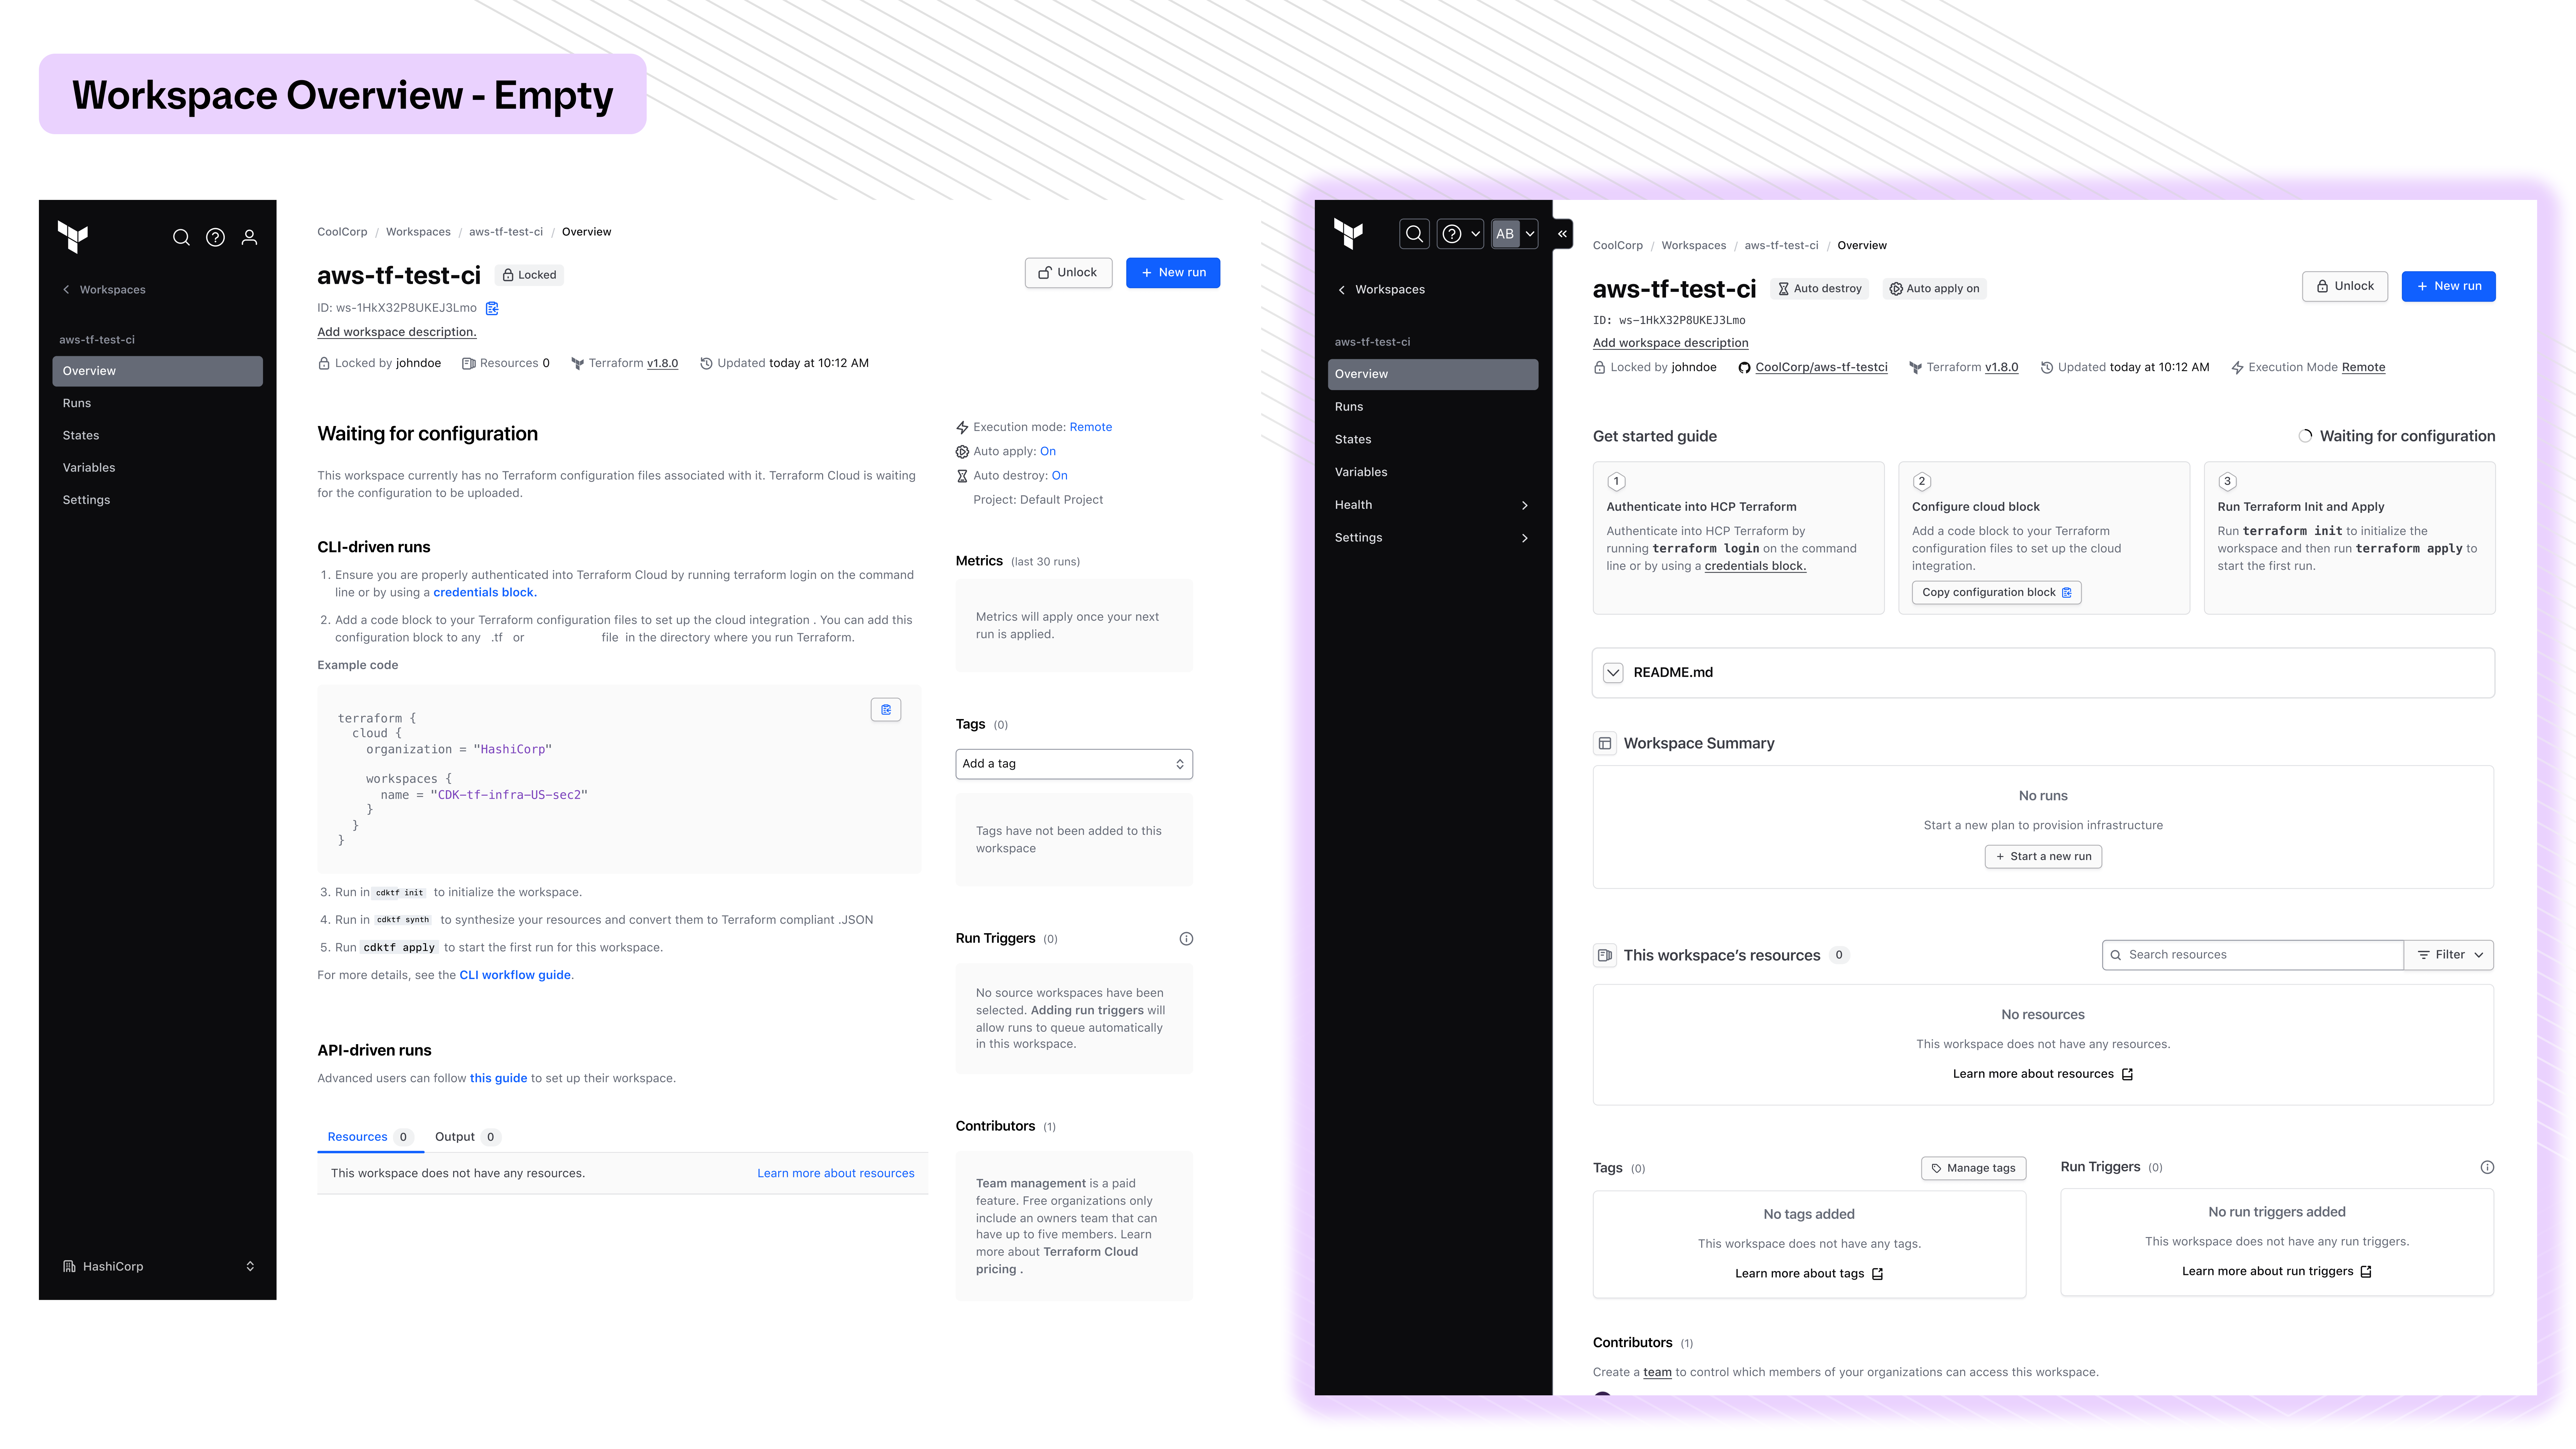 Workspace Overview - Empty
Workspaces
aws-tf-test-ci
Overview
Runs
States
Variables
Settings
HashiCorp
CoolCorp / Workspaces / aws-tf-test-ci / Overview
aws-tf-test-ci
Locked
Unlock
+ New run
ID: ws-1HkX32P8UKEJ3Lmo
Add workspace description.
Locked by johndoe
Resources 0
Terraform v1.8.0
Updated today at 10:12 AM
Waiting for configuration
This workspace currently has no Terraform configuration files associated with it. Terraform Cloud is waiting
for the configuration to be uploaded.
CLI-driven runs
1. Ensure you are properly authenticated into Terraform Cloud by running terraform login on the command
line or by using a credentials block.
2. Add a code block to your Terraform configuration files to set up the cloud integration . You can add this
configuration block to any .tf or file in the directory where you run Terraform.
Example code
terraform {
cloud {
organization = "HashiCorp"
workspaces {
name = "CDK-tf-infra-US-sec2"
}
}
}
3. Run in cdktf init to initialize the workspace.
4. Run in cdktf synth to synthesize your resources and convert them to Terraform compliant .JSON
5. Run cdktf apply to start the first run for this workspace.
For more details, see the CLI workflow guide.
API-driven runs
Advanced users can follow this guide to set up their workspace.
Resources 0
Output 0
This workspace does not have any resources.
Learn more about resources
Execution mode: Remote
Auto apply: On
Auto destroy: On
Project: Default Project
Metrics (last 30 runs)
Metrics will apply once your next
run is applied.
Tags (0)
Add a tag
Tags have not been added to this
workspace
Run Triggers (0)
No source workspaces have been
selected. Adding run triggers will
allow runs to queue automatically
in this workspace.
Contributors (1)
Team management is a paid
feature. Free organizations only
include an owners team that can
have up to five members. Learn
more about Terraform Cloud
pricing .
AB
Workspaces
aws-tf-test-ci
Overview
Runs
States
Variables
Health
Settings
CoolCorp / Workspaces / aws-tf-test-ci / Overview
aws-tf-test-ci
Auto destroy
Auto apply on
Unlock
+ New run
ID: ws-1HkX32P8UKEJ3Lmo
Add workspace description
Locked by johndoe
CoolCorp/aws-tf-testci
Terraform v1.8.0
Updated today at 10:12 AM
Execution Mode Remote
Get started guide
Waiting for configuration
1
Authenticate into HCP Terraform
Authenticate into HCP Terraform by
running terraform login on the command
line or by using a credentials block.
2
Configure cloud block
Add a code block to your Terraform
configuration files to set up the cloud
integration.
Copy configuration block
3
Run Terraform Init and Apply
Run terraform init to initialize the
workspace and then run terraform apply to
start the first run.
README.md
Workspace Summary
No runs
Start a new plan to provision infrastructure
+ Start a new run
This workspace’s resources 0
Search resources
Filter
No resources
This workspace does not have any resources.
Learn more about resources
Tags (0)
Manage tags
No tags added
This workspace does not have any tags.
Learn more about tags
Run Triggers (0)
No run triggers added
This workspace does not have any run triggers.
Learn more about run triggers
Contributors (1)
Create a team to control which members of your organizations can access this workspace.